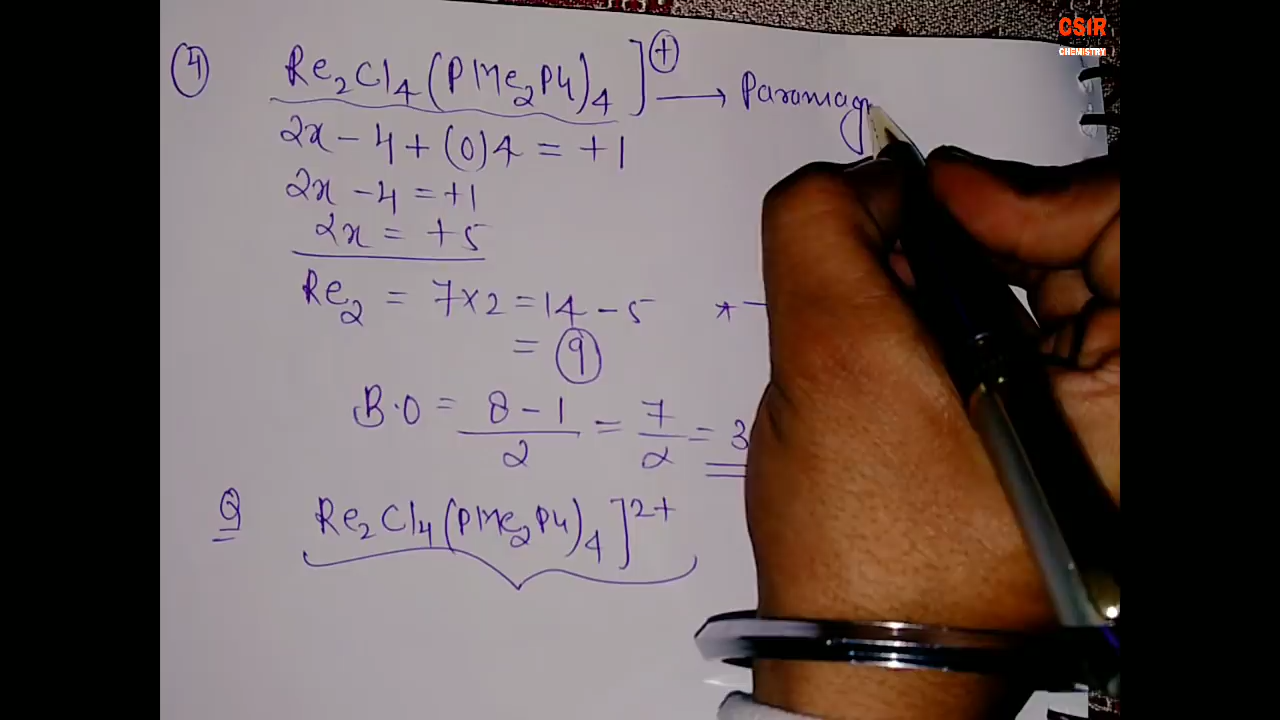 CSIR
CHEMISTRY
(4) Re₂Cl₄(PMe₂Ph)₄]⁺ → Paramag
2x - 4 + (0)4 = +1
2x - 4 = +1
2x = +5
Re₂ = 7×2 = 14 - 5 *
= 9
B.O = 8 - 1 / 2 = 7 / 2 = 3
Q Re₂Cl₄(PMe₂Ph)₄]²⁺